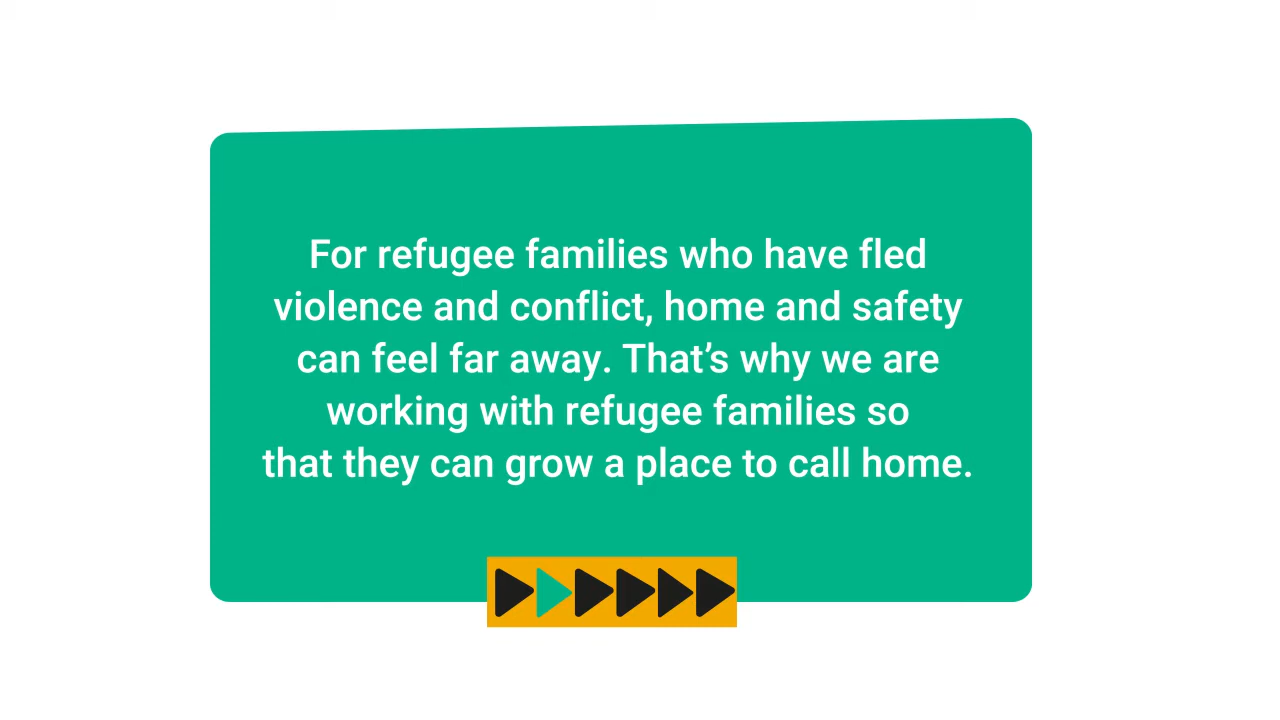 For refugee families who have fled
violence and conflict, home and safety
can feel far away. That’s why we are
working with refugee families so
that they can grow a place to call home.